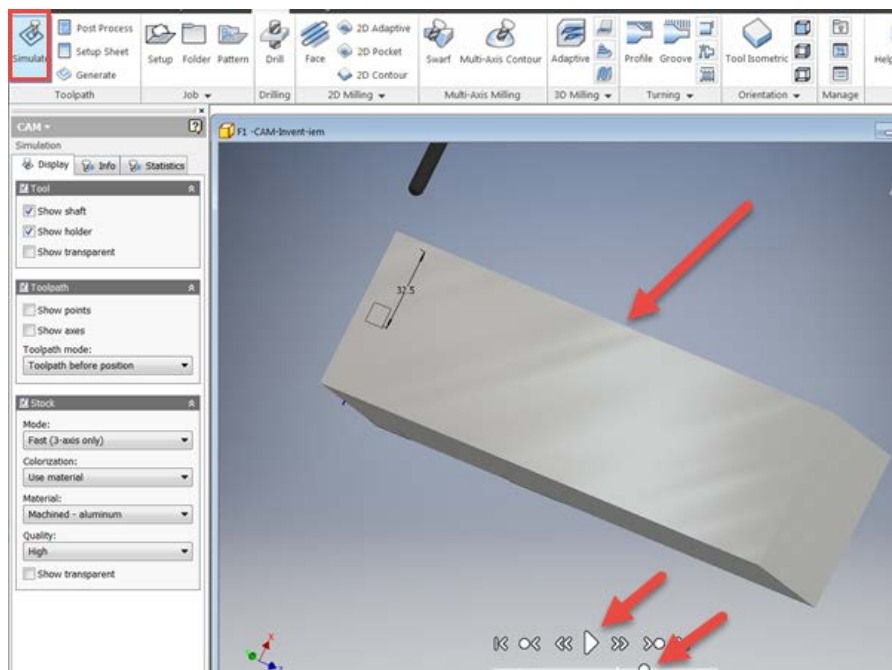 Simulate
Post Process
Setup Sheet
Generate
Toolpath
Setup Folder Pattern
Job
Drill
Drilling
Face
2D Adaptive
2D Pocket
2D Contour
2D Milling
Swarf Multi-Axis Contour
Multi-Axis Milling
Adaptive
3D Milling
Profile Groove
Turning
Tool Isometric
Orientation
Manage
Help
CAM
Simulation
Display Info Statistics
Tool
Show shaft
Show holder
Show transparent
Toolpath
Show points
Show axes
Toolpath mode:
Toolpath before position
Stock
Mode:
Fast (3-axis only)
Colorization:
Use material
Material:
Machined - aluminum
Quality:
High
Show transparent
F1 -CAM-Invent-iem
32.5
X